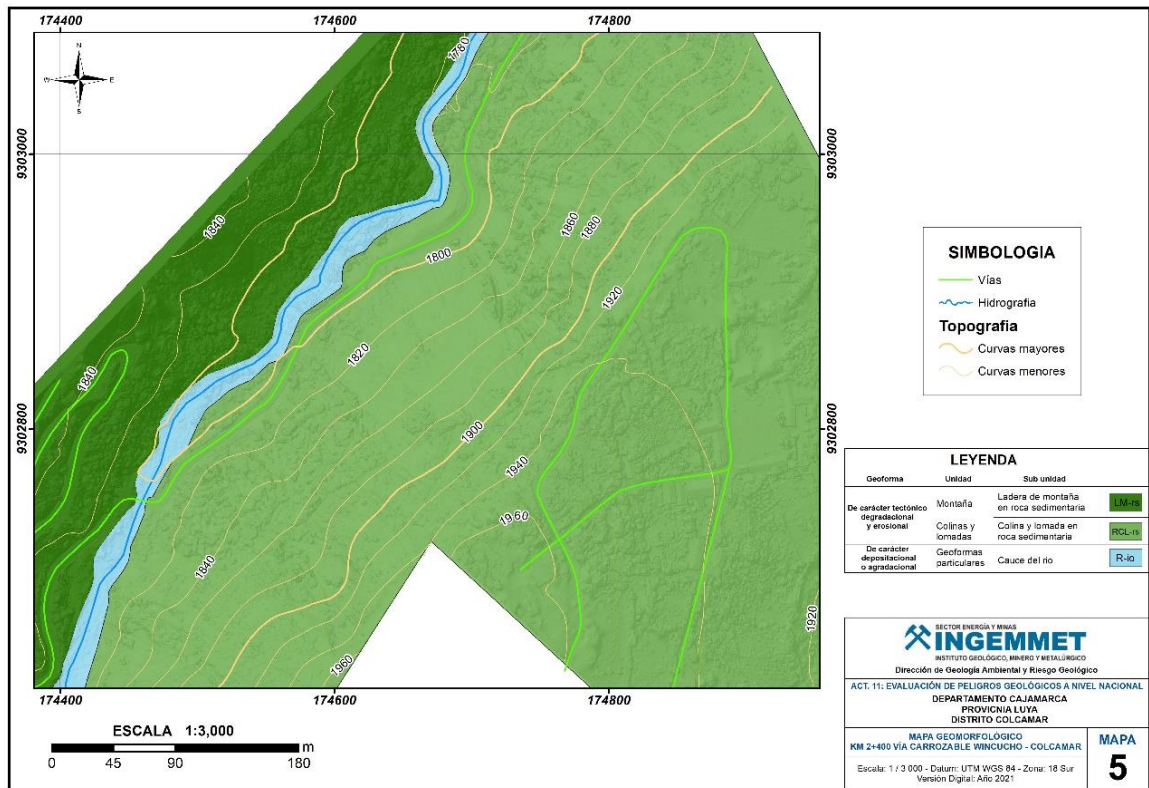 174400
174600
174800
N
W
E
S
1780
9303000
9303000
1840
1860
1880
1800
1920
1820
1840
9302800
9302800
1900
1940
1960
1840
1920
1960
174400
174600
174800
ESCALA 1:3,000
m
0
45
90
180
SIMBOLOGIA
Vías
Hidrografia
Topografia
Curvas mayores
Curvas menores
LEYENDA
Geoforma
Unidad
Sub unidad
De carácter tectónico
degradacional
y erosional
Montaña
Ladera de montaña
en roca sedimentaria
LM-rs
Colinas y
lomadas
Colina y lomada en
roca sedimentaria
RCL-rs
De carácter
depositacional
o agradacional
Geoformas
particulares
Cauce del rio
R-io
SECTOR ENERGÍA Y MINAS
INGEMMET
INSTITUTO GEOLÓGICO, MINERO Y METALÚRGICO
Dirección de Geología Ambiental y Riesgo Geológico
ACT. 11: EVALUACIÓN DE PELIGROS GEOLÓGICOS A NIVEL NACIONAL
DEPARTAMENTO CAJAMARCA
PROVICNIA LUYA
DISTRITO COLCAMAR
MAPA GEOMORFOLÓGICO
KM 2+400 VÍA CARROZABLE WINCUCHO - COLCAMAR
Escala: 1 / 3 000 - Datum: UTM WGS 84 - Zona: 18 Sur
Versión Digital: Año 2021
MAPA
5